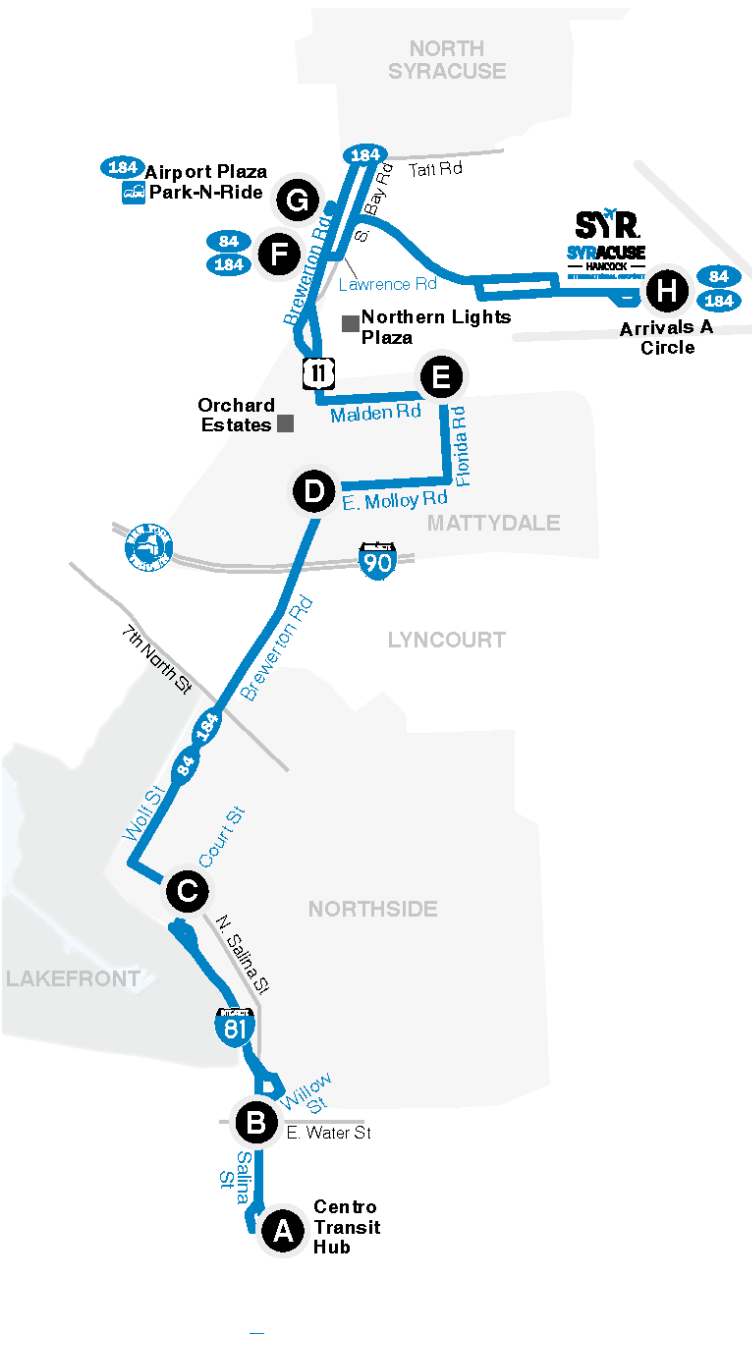 NORTH
SYRACUSE
184
Taft Rd
184
Airport Plaza
Park-N-Ride
G
S. Bay Rd
84
184
F
Brewerton Rd
Lawrence Rd
SYR
SYRACUSE
HANCOCK
INTERNATIONAL AIRPORT
H
84
184
Arrivals A
Circle
Northern Lights
Plaza
11
E
Orchard
Estates
Malden Rd
Florida Rd
D
E. Molloy Rd
MATTYDALE
90
7th North St
Brewerton Rd
LYNCOURT
184
84
Wolf St
Court St
C
NORTHSIDE
N. Salina St
LAKEFRONT
81
Willow
St
B
E. Water St
Salina
St
A
Centro
Transit
Hub